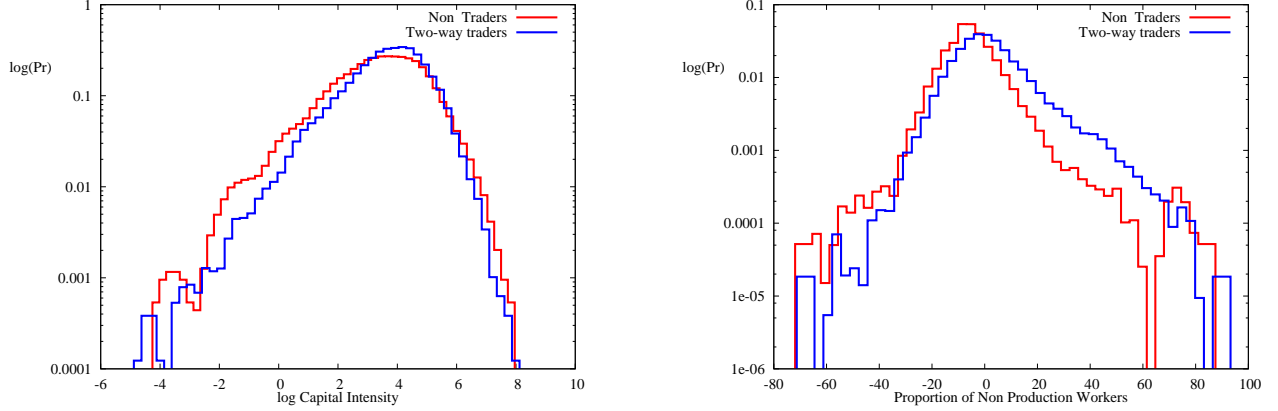 Non Traders
Two-way traders
log(Pr)
1
0.1
0.01
0.001
0.0001
-6
-4
-2
0
2
4
6
8
10
log Capital Intensity
Non Traders
Two-way traders
log(Pr)
0.1
0.01
0.001
0.0001
1e-05
1e-06
-80
-60
-40
-20
0
20
40
60
80
100
Proportion of Non Production Workers